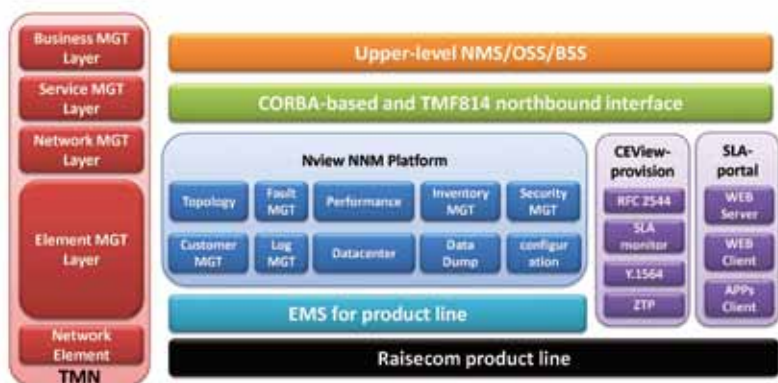 Business MGT
Layer
Service MGT
Layer
Network MGT
Layer
Element MGT
Layer
Network
Element
TMN
Upper-level NMS/OSS/BSS
CORBA-based and TMF814 northbound interface
Nview NNM Platform
Topology
Fault
MGT
Performance
Inventory
MGT
Security
MGT
Customer
MGT
Log
MGT
Datacenter
Data
Dump
configur
ation
EMS for product line
CEView-
provision
RFC 2544
SLA
monitor
Y.1564
ZTP
SLA-
portal
WEB
Server
WEB
Client
APPs
Client
Raisecom product line